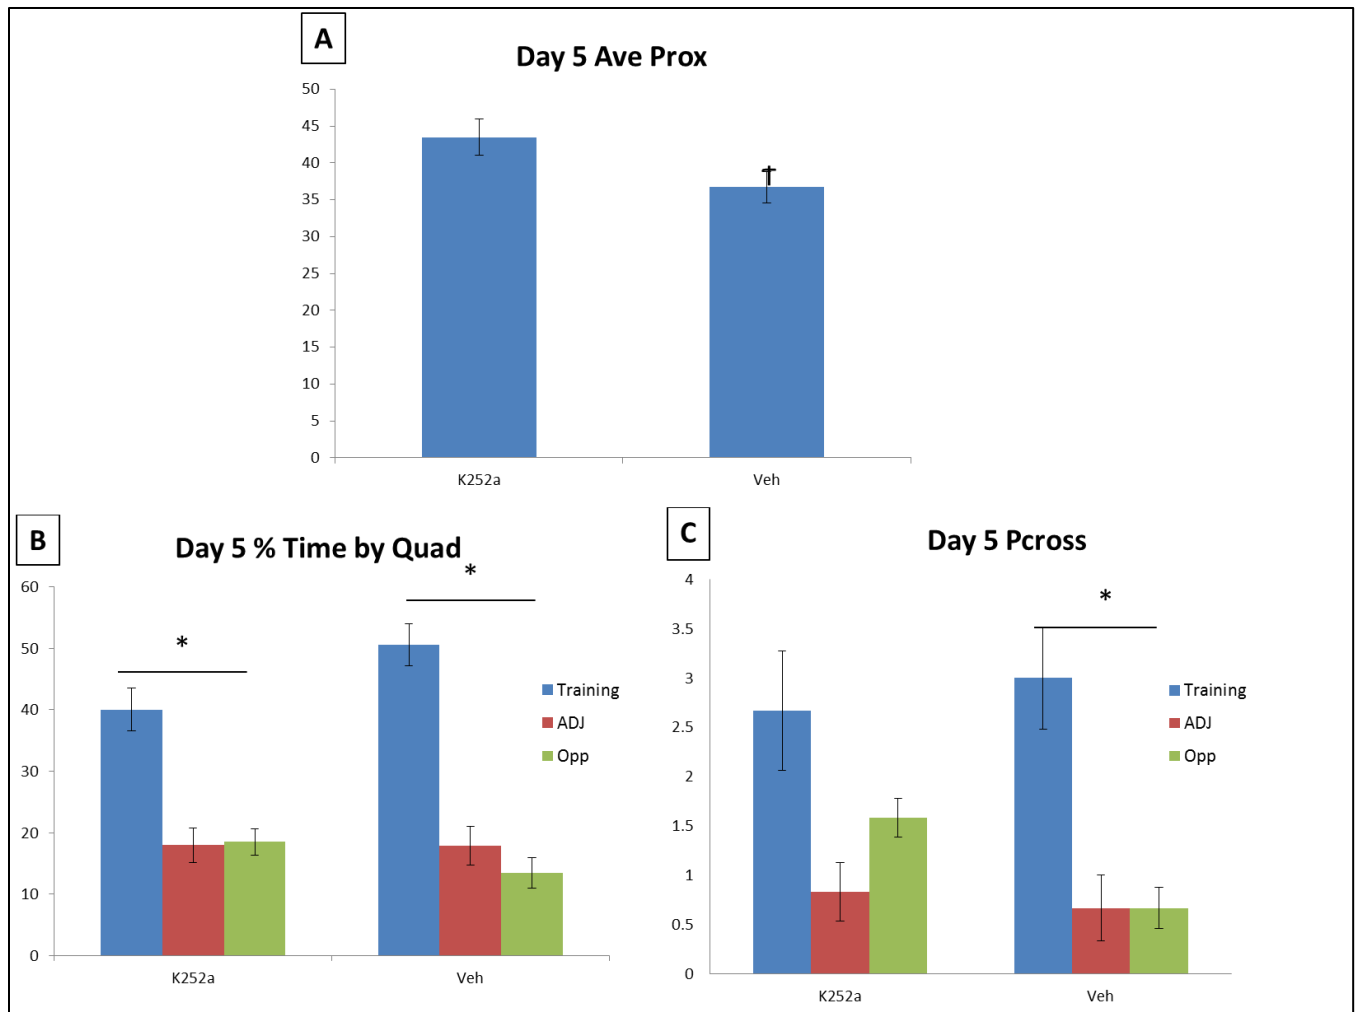 A
Day 5 Ave Prox
50
45
40
35
30
25
20
15
10
5
0
†
K252a
Veh
B
Day 5 % Time by Quad
60
50
40
30
20
10
0
*
*
Training
ADJ
Opp
K252a
Veh
C
Day 5 Pcross
4
3.5
3
2.5
2
1.5
1
0.5
0
*
Training
ADJ
Opp
K252a
Veh